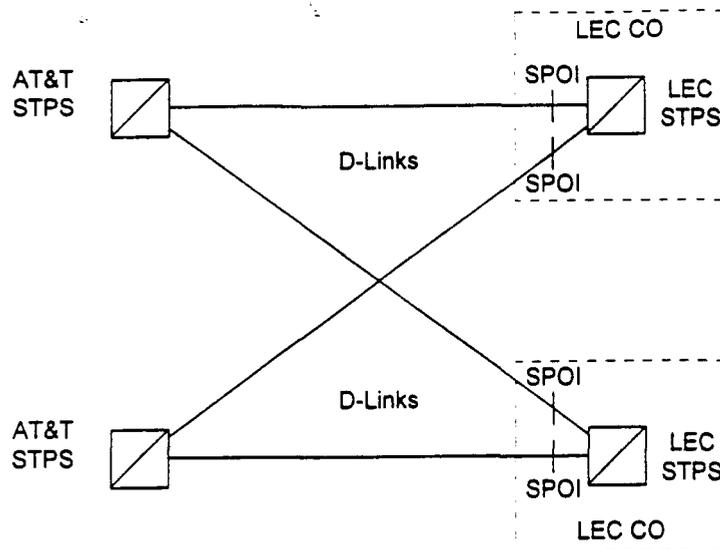 LEC CO
AT&T
STPS
SPOI
LEC
STPS
D-Links
SPOI
SPOI
D-Links
AT&T
STPS
LEC
STPS
SPOI
LEC CO